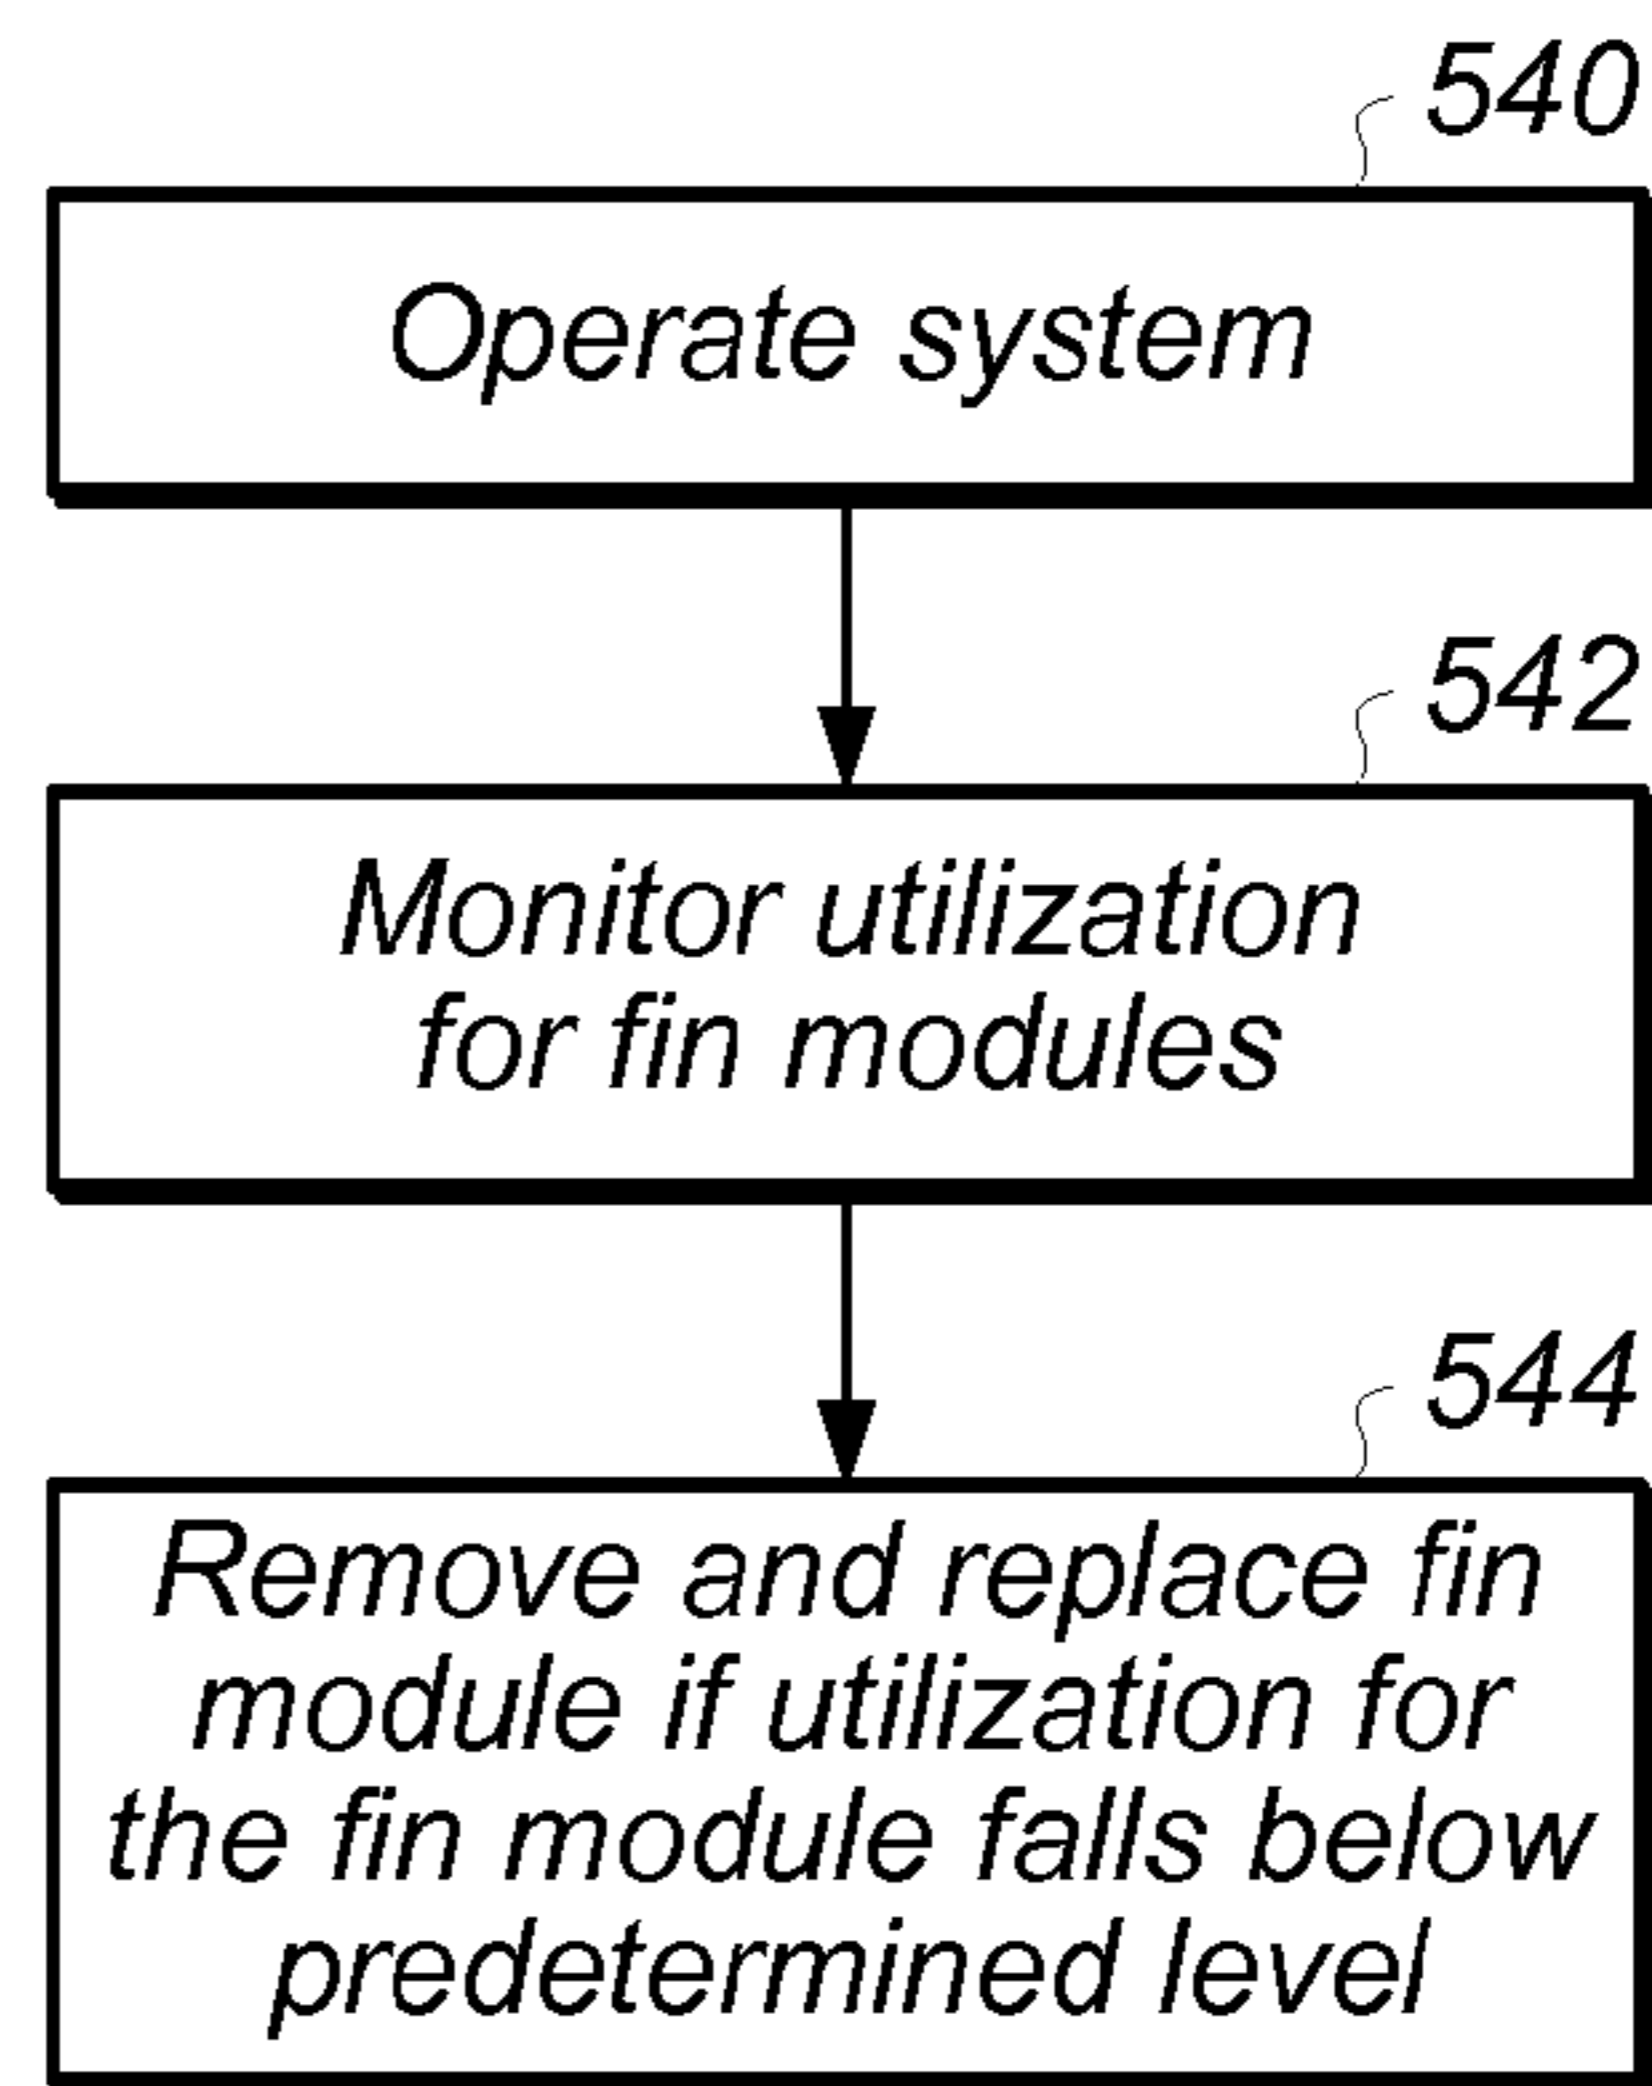 540
Operate system
542
Monitor utilization
for fin modules
544
Remove and replace fin
module if utilization for
the fin module falls below
predetermined level